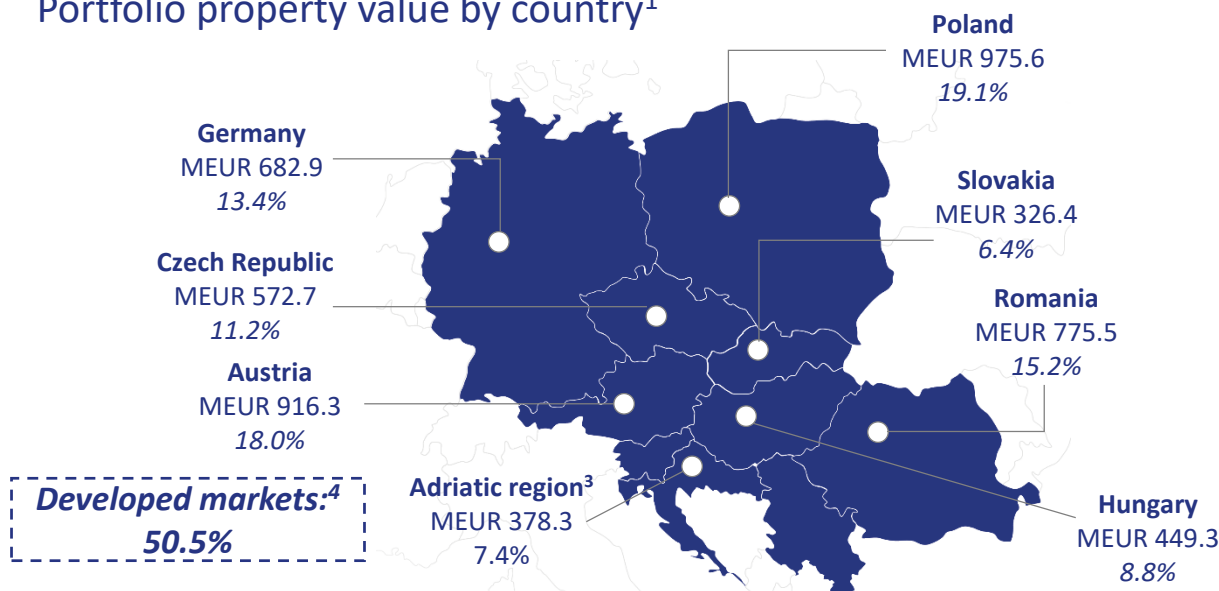 Portfolio property value by country¹
Poland
MEUR 975.6
19.1%
Germany
MEUR 682.9
13.4%
Slovakia
MEUR 326.4
6.4%
Czech Republic
MEUR 572.7
11.2%
Romania
MEUR 775.5
15.2%
Austria
MEUR 916.3
18.0%
Developed markets:⁴
50.5%
Adriatic region³
MEUR 378.3
7.4%
Hungary
MEUR 449.3
8.8%